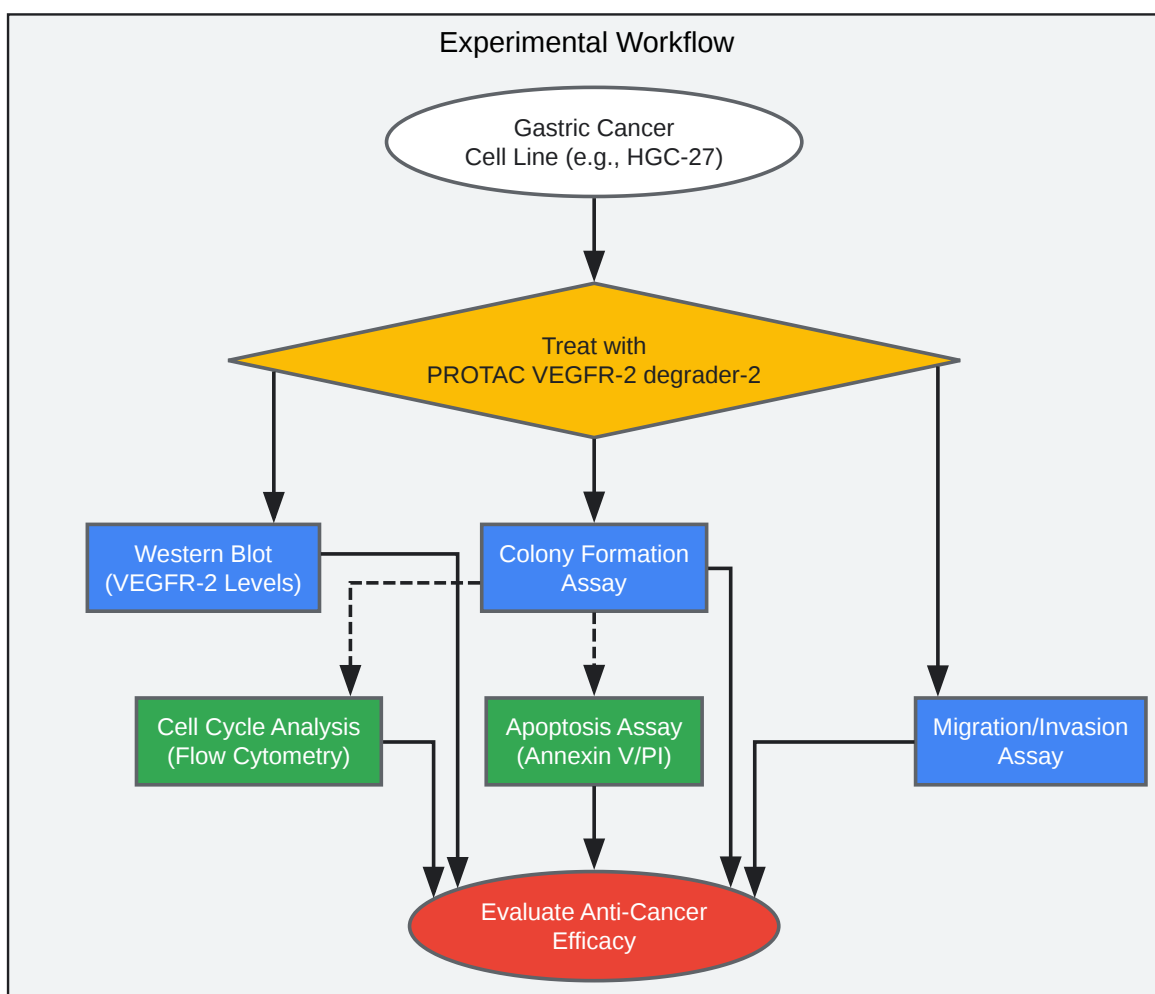 Experimental Workflow
Gastric Cancer
Cell Line (e.g., HGC-27)
Treat with
PROTAC VEGFR-2 degrader-2
Western Blot
(VEGFR-2 Levels)
Colony Formation
Assay
Cell Cycle Analysis
(Flow Cytometry)
Apoptosis Assay
(Annexin V/PI)
Migration/Invasion
Assay
Evaluate Anti-Cancer
Efficacy